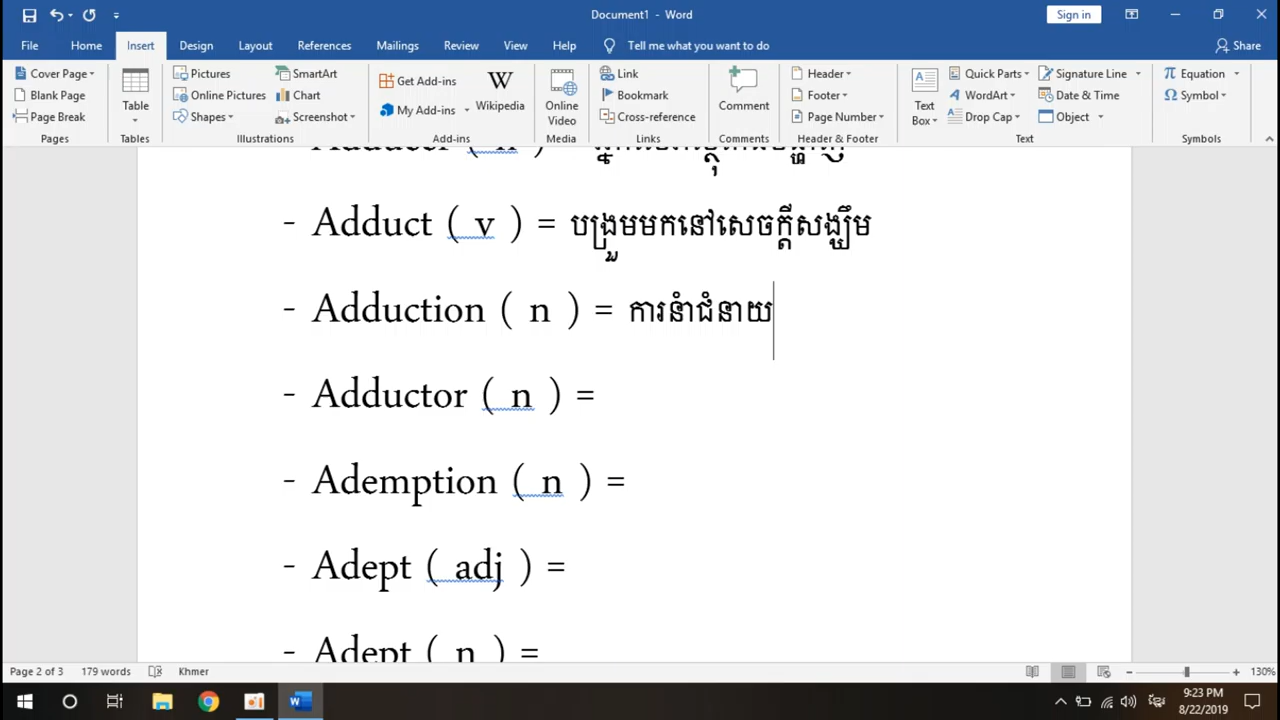 Document1 - Word
Sign in
File Home Insert Design Layout References Mailings Review View Help Tell me what you want to do Share
Cover Page Blank Page Page Break Pages
Table Tables
Pictures Online Pictures Shapes SmartArt Chart Screenshot Illustrations
Get Add-ins My Add-ins Wikipedia Add-ins
Online Video Media
Link Bookmark Cross-reference Links
Comment Comments
Header Footer Page Number Header & Footer
Text Box Quick Parts WordArt Drop Cap Signature Line Date & Time Object Text
Equation Symbol Symbols
- Adduct ( v ) = បង្រួមមកនៅសេចក្ដីសង្ឃឹម
- Adduction ( n ) = ការនំាជំនាយ
- Adductor ( n ) =
- Ademption ( n ) =
- Adept ( adj ) =
- Adept ( n ) =
Page 2 of 3 179 words Khmer 130%
9:23 PM
8/22/2019